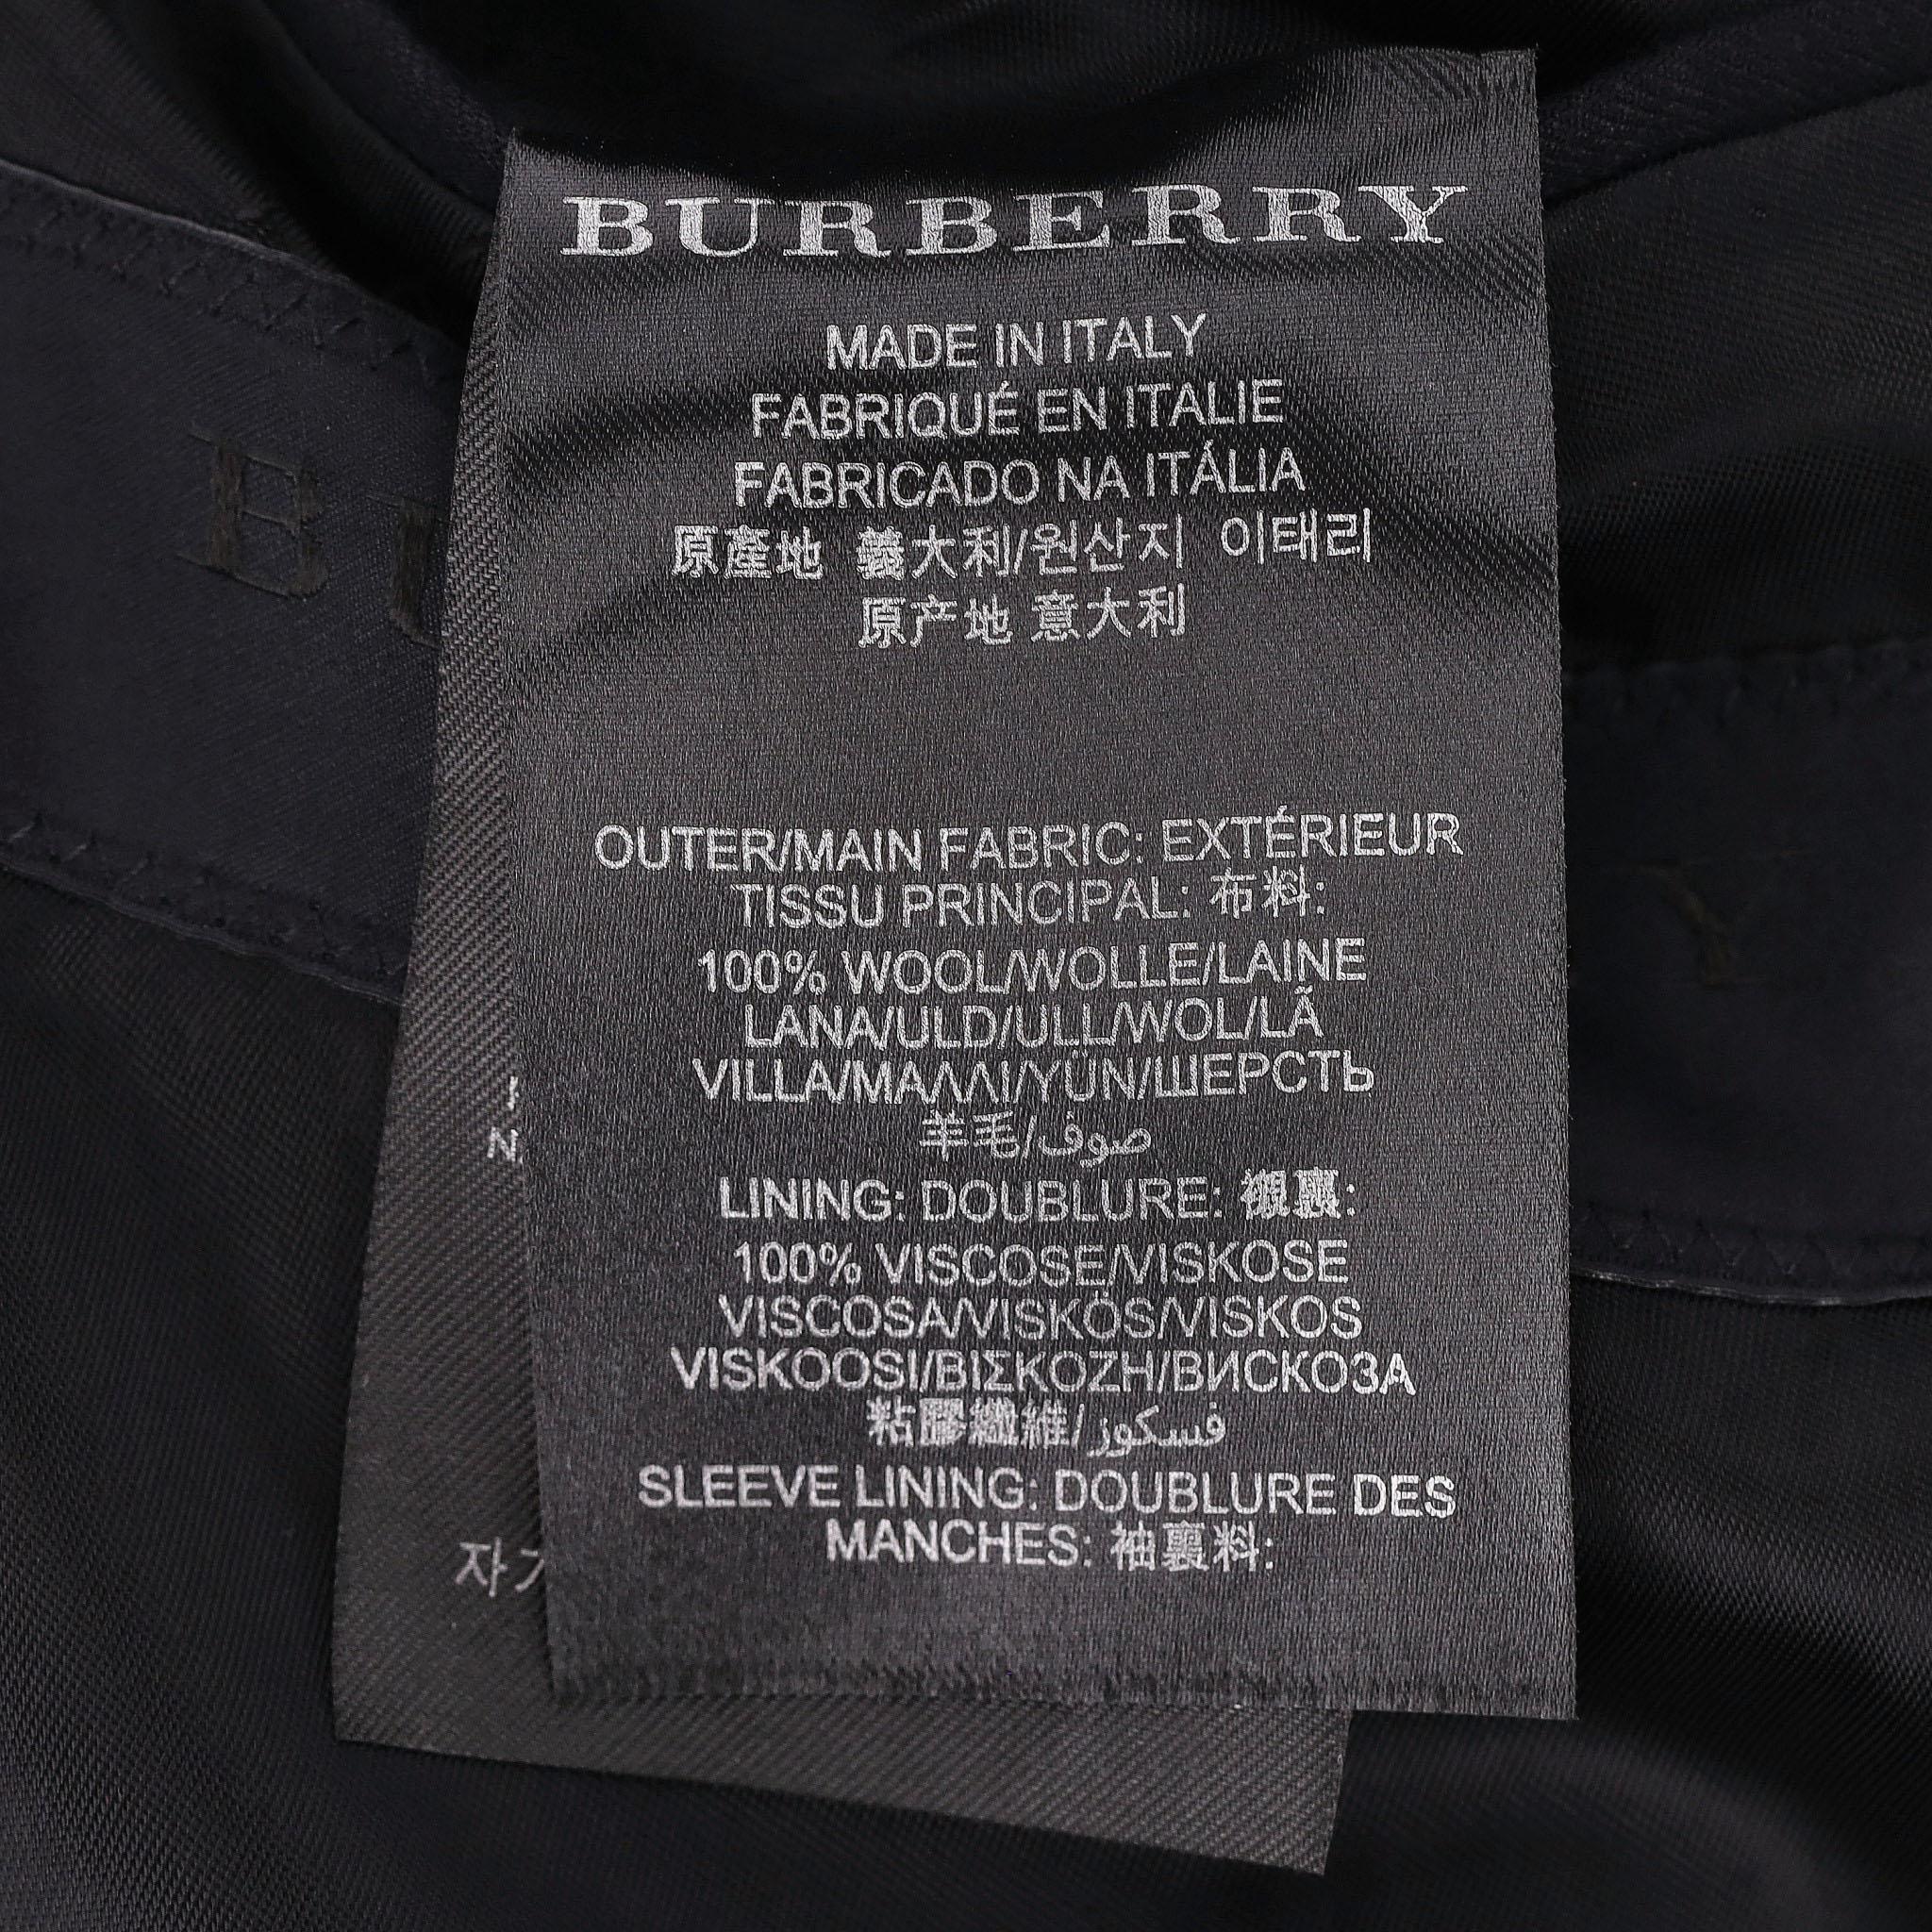 BURBERRY
MADE IN ITALY
FABRIQUÉ EN ITALIE
FABRICADO NA ITÁLIA
原產地 義大利/원산지 이태리
原产地 意大利
OUTER/MAIN FABRIC: EXTÉRIEUR
TISSU PRINCIPAL: 布料:
100% WOOL/WOLLE/LAINE
LANA/ULD/ULL/WOL/LÃ
VILLA/ΜΑΛΛΙ/YÜN/ШЕРСТЬ
羊毛/صوف
LINING: DOUBLURE: 襯裏:
100% VISCOSE/VISKOSE
VISCOSA/VISKÓS/VISKOS
VISKOOSI/ΒΙΣΚΟΖΗ/ВИСКОЗА
粘膠纖維/فسكوز
SLEEVE LINING: DOUBLURE DES
MANCHES: 袖裏料: